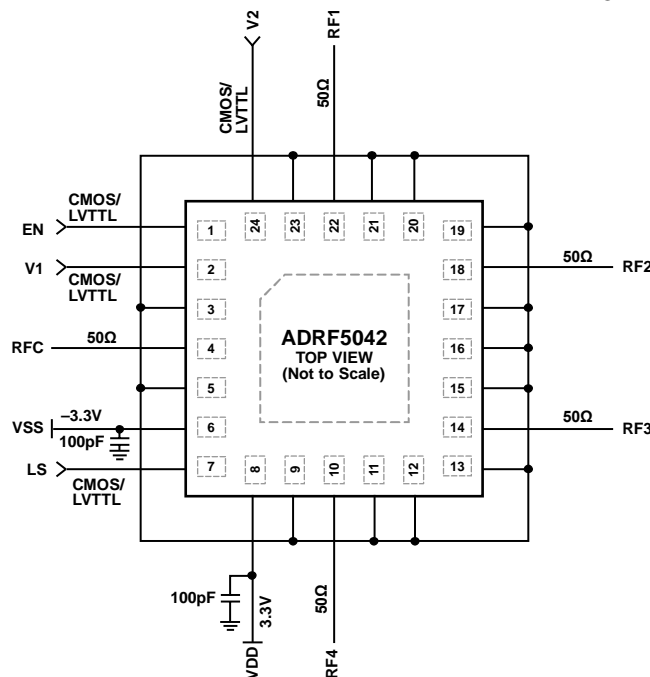 V2
RF1
CMOS/
LVTTL
50Ω
CMOS/
LVTTL
EN
V1
CMOS/
LVTTL
RFC
50Ω
–3.3V
VSS
100pF
LS
CMOS/
LVTTL
24
23
22
21
20
1
2
3
4
5
6
7
19
18
17
16
15
14
13
8
9
10
11
12
ADRF5042
TOP VIEW
(Not to Scale)
50Ω
RF2
50Ω
RF3
100pF
3.3V
VDD
50Ω
RF4